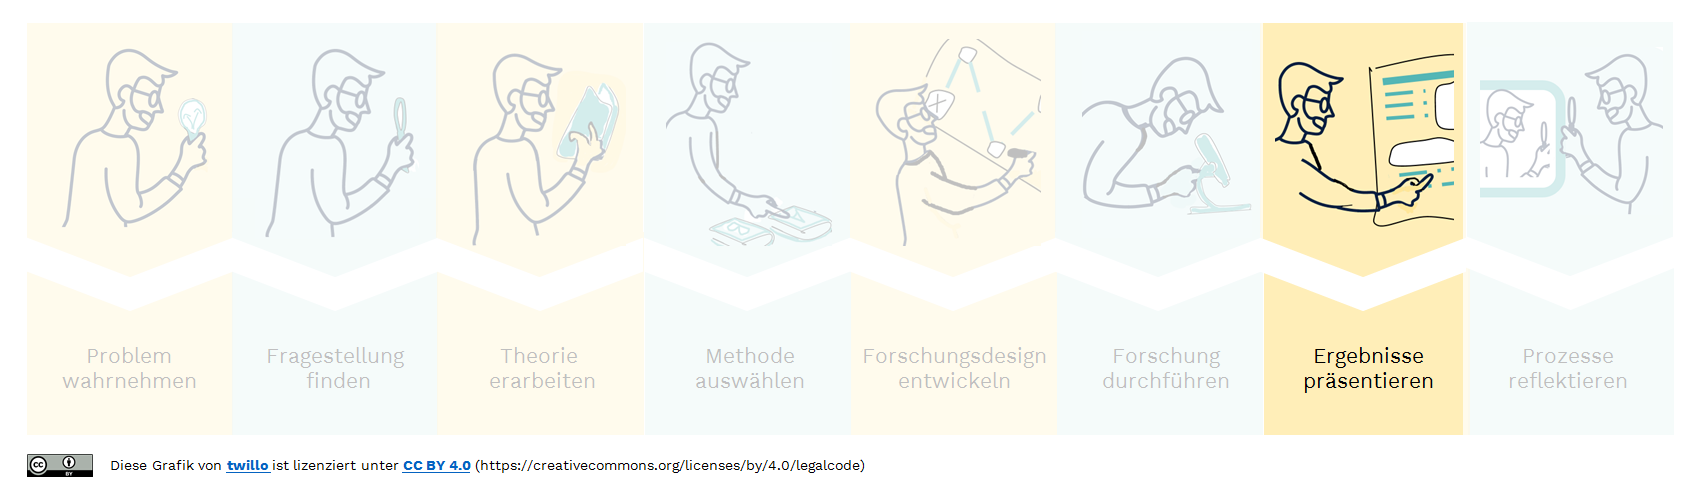 Problem
wahrnehmen
Fragestellung
finden
Theorie
erarbeiten
Methode
auswählen
Forschungsdesign
entwickeln
Forschung
durchführen
Ergebnisse
präsentieren
Prozesse
reflektieren
cc BY Diese Grafik von twillo ist lizenziert unter CC BY 4.0 (https://creativecommons.org/licenses/by/4.0/legalcode)